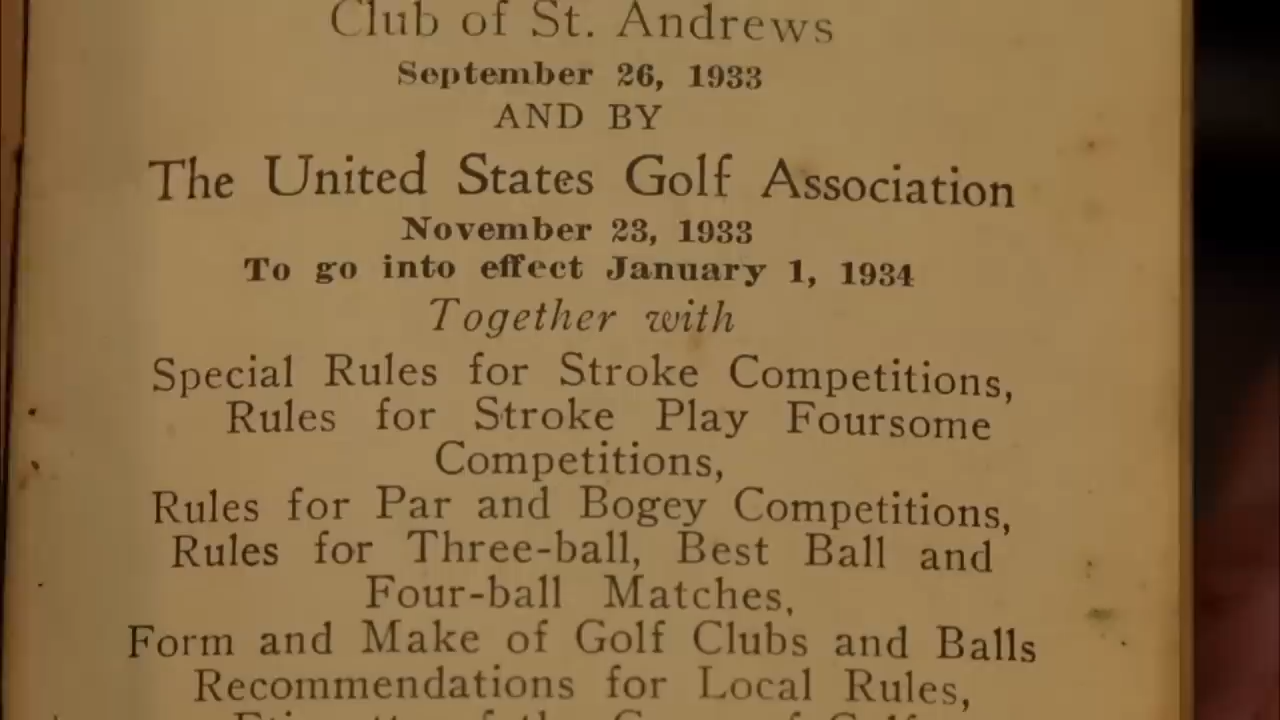 Club of St. Andrews
September 26, 1933
AND BY
The United States Golf Association
November 23, 1933
To go into effect January 1, 1934
Together with
Special Rules for Stroke Competitions,
Rules for Stroke Play Foursome
Competitions,
Rules for Par and Bogey Competitions,
Rules for Three-ball, Best Ball and
Four-ball Matches,
Form and Make of Golf Clubs and Balls
Recommendations for Local Rules,